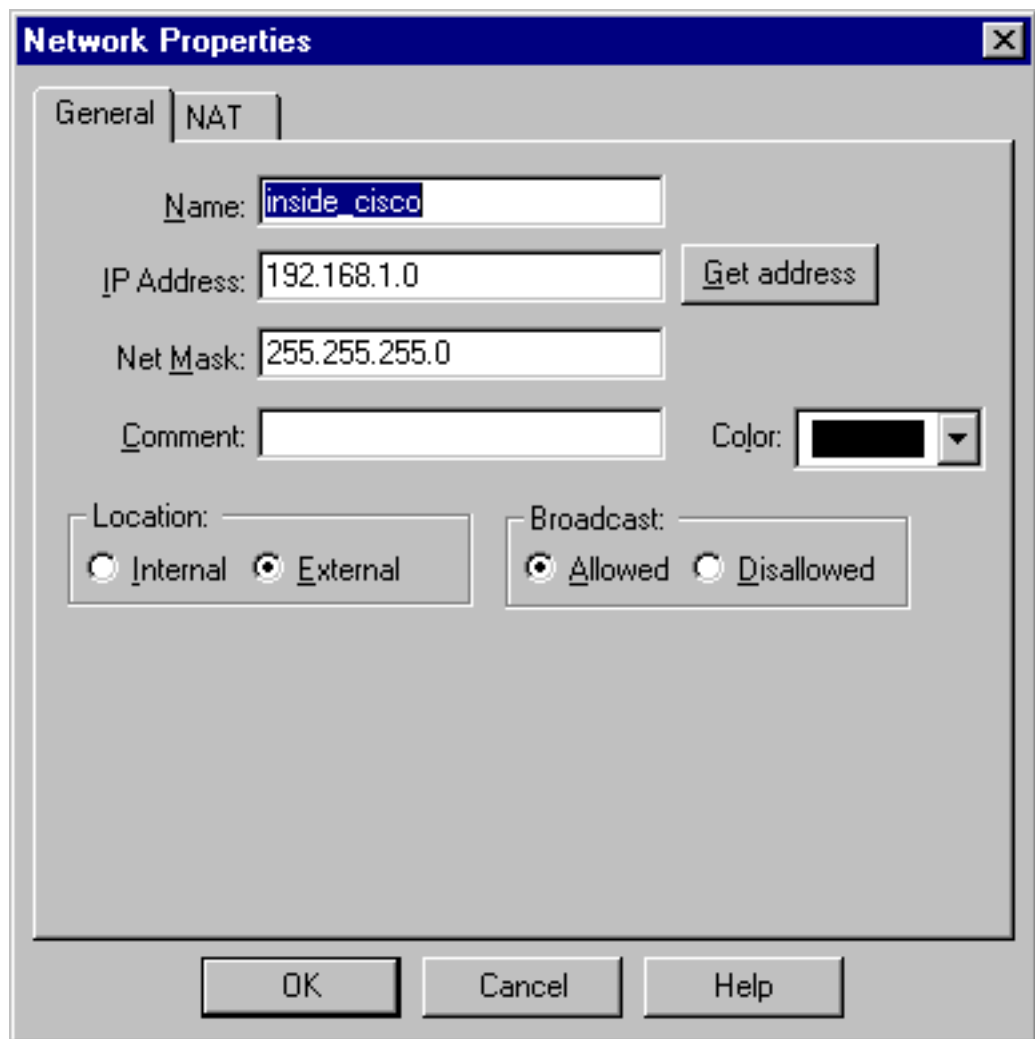 Network Properties
General NAT
Name: inside_cisco
IP Address: 192.168.1.0 Get address
Net Mask: 255.255.255.0
Comment: Color:
Location: Broadcast:
Internal External Allowed Disallowed
OK Cancel Help